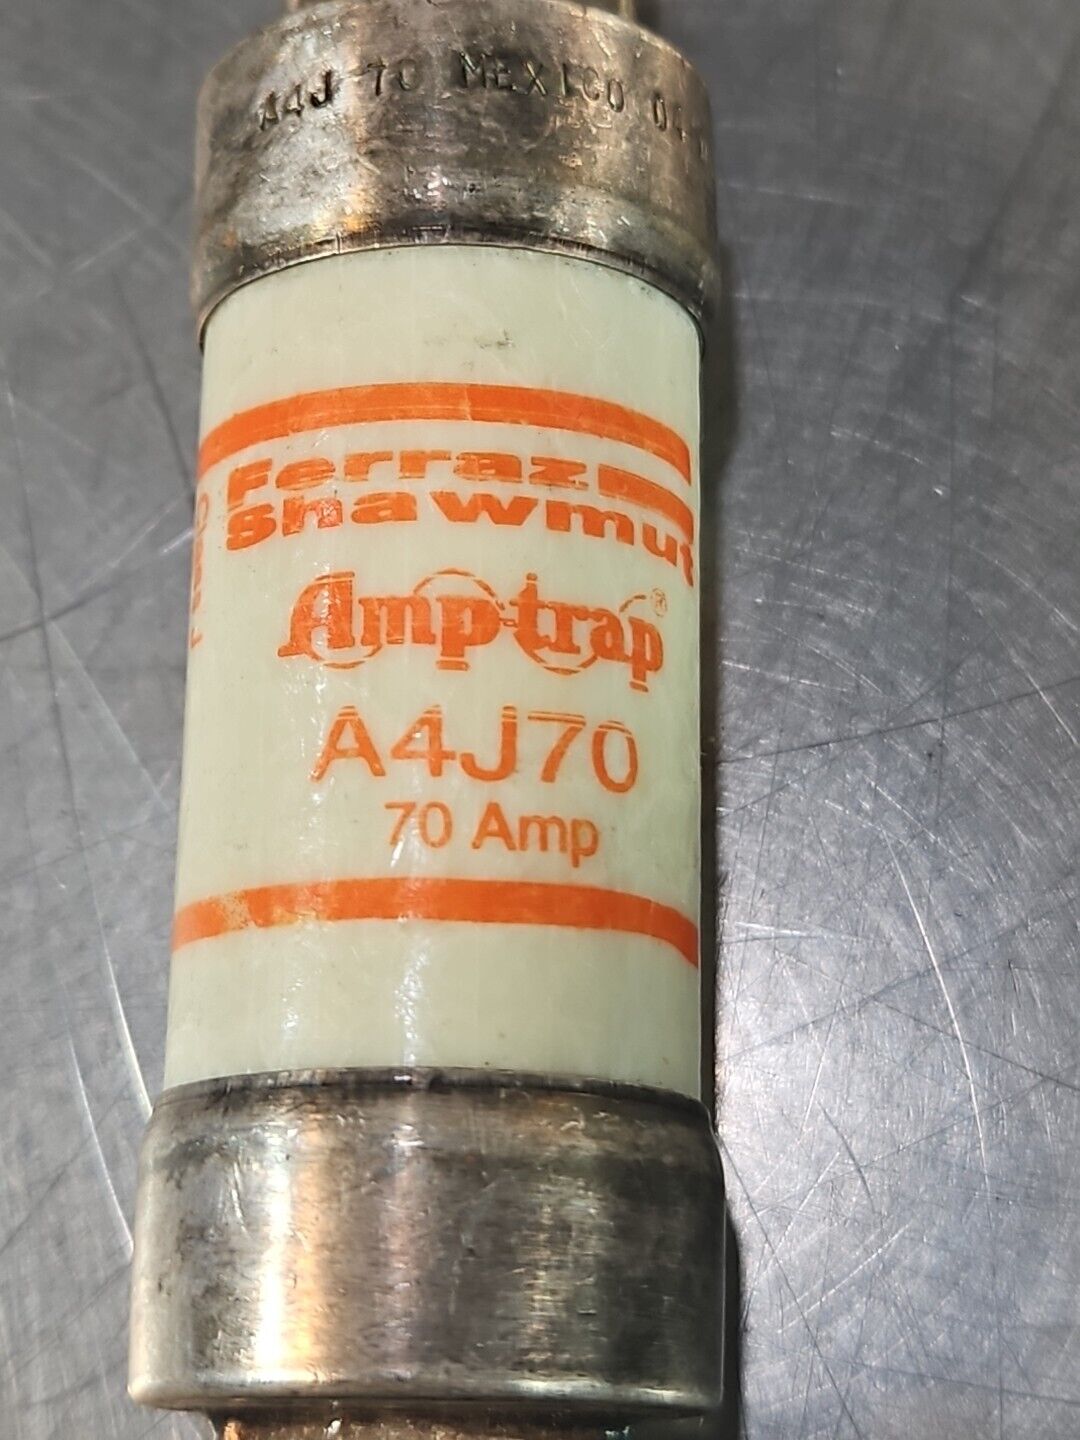 A4J 70 MEXICO 04
Ferraz
Shawmut
Amp-trap®
A4J70
70 Amp